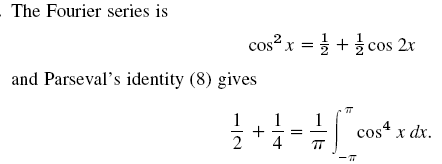 The Fourier series is
cos² x = ½ + ½ cos 2x
and Parseval's identity (8) gives
1/2 + 1/4 = 1/π ∫_{-π}^{π} cos⁴ x dx.